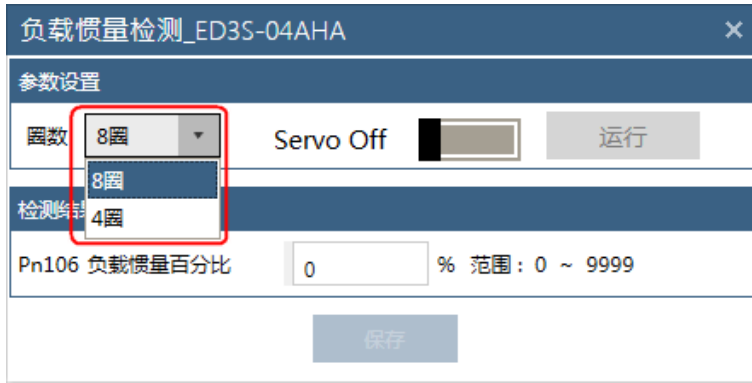 负载惯量检测_ED3S-04AHA
参数设置
圈数 8圈 Servo Off 运行
8圈
检测结
4圈
Pn106 负载惯量百分比 0 % 范围：0 ~ 9999
保存